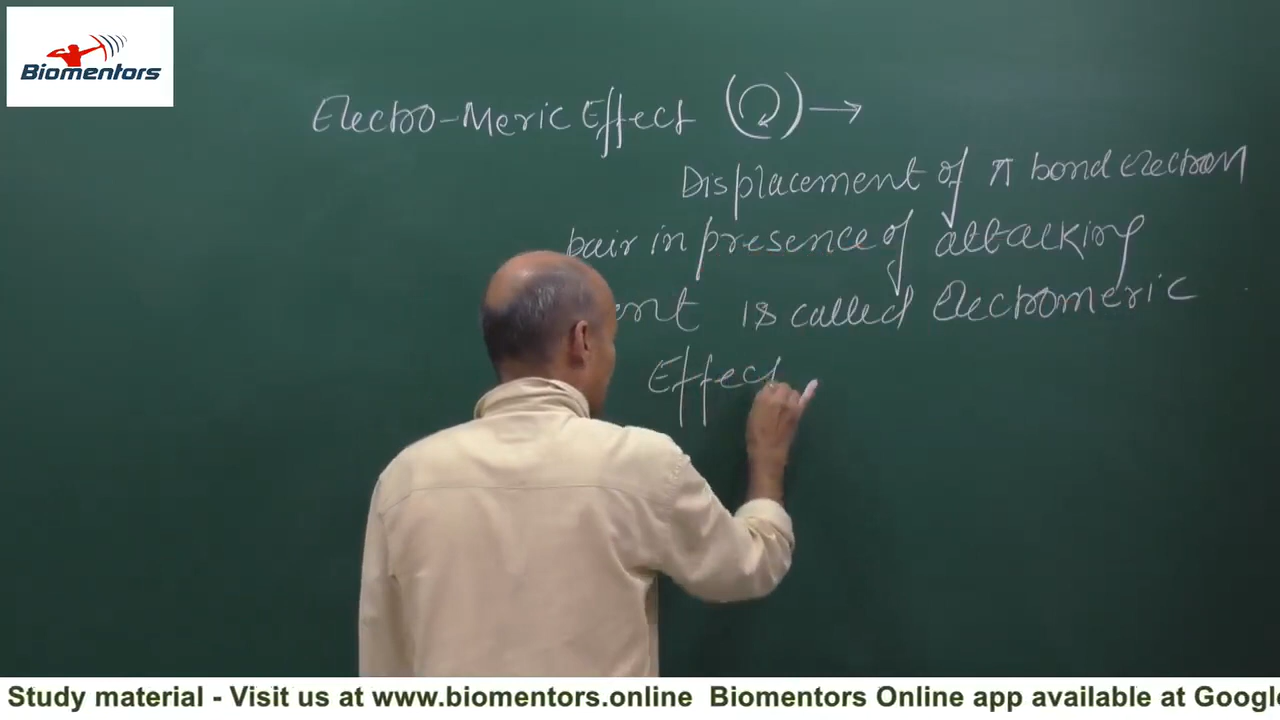 Biomentors
Electro-Meric Effect ( ) →
Displacement of π bond electron
pair in presence of attacking
ent is called Electromeric
Effect
Study material - Visit us at www.biomentors.online Biomentors Online app available at Google